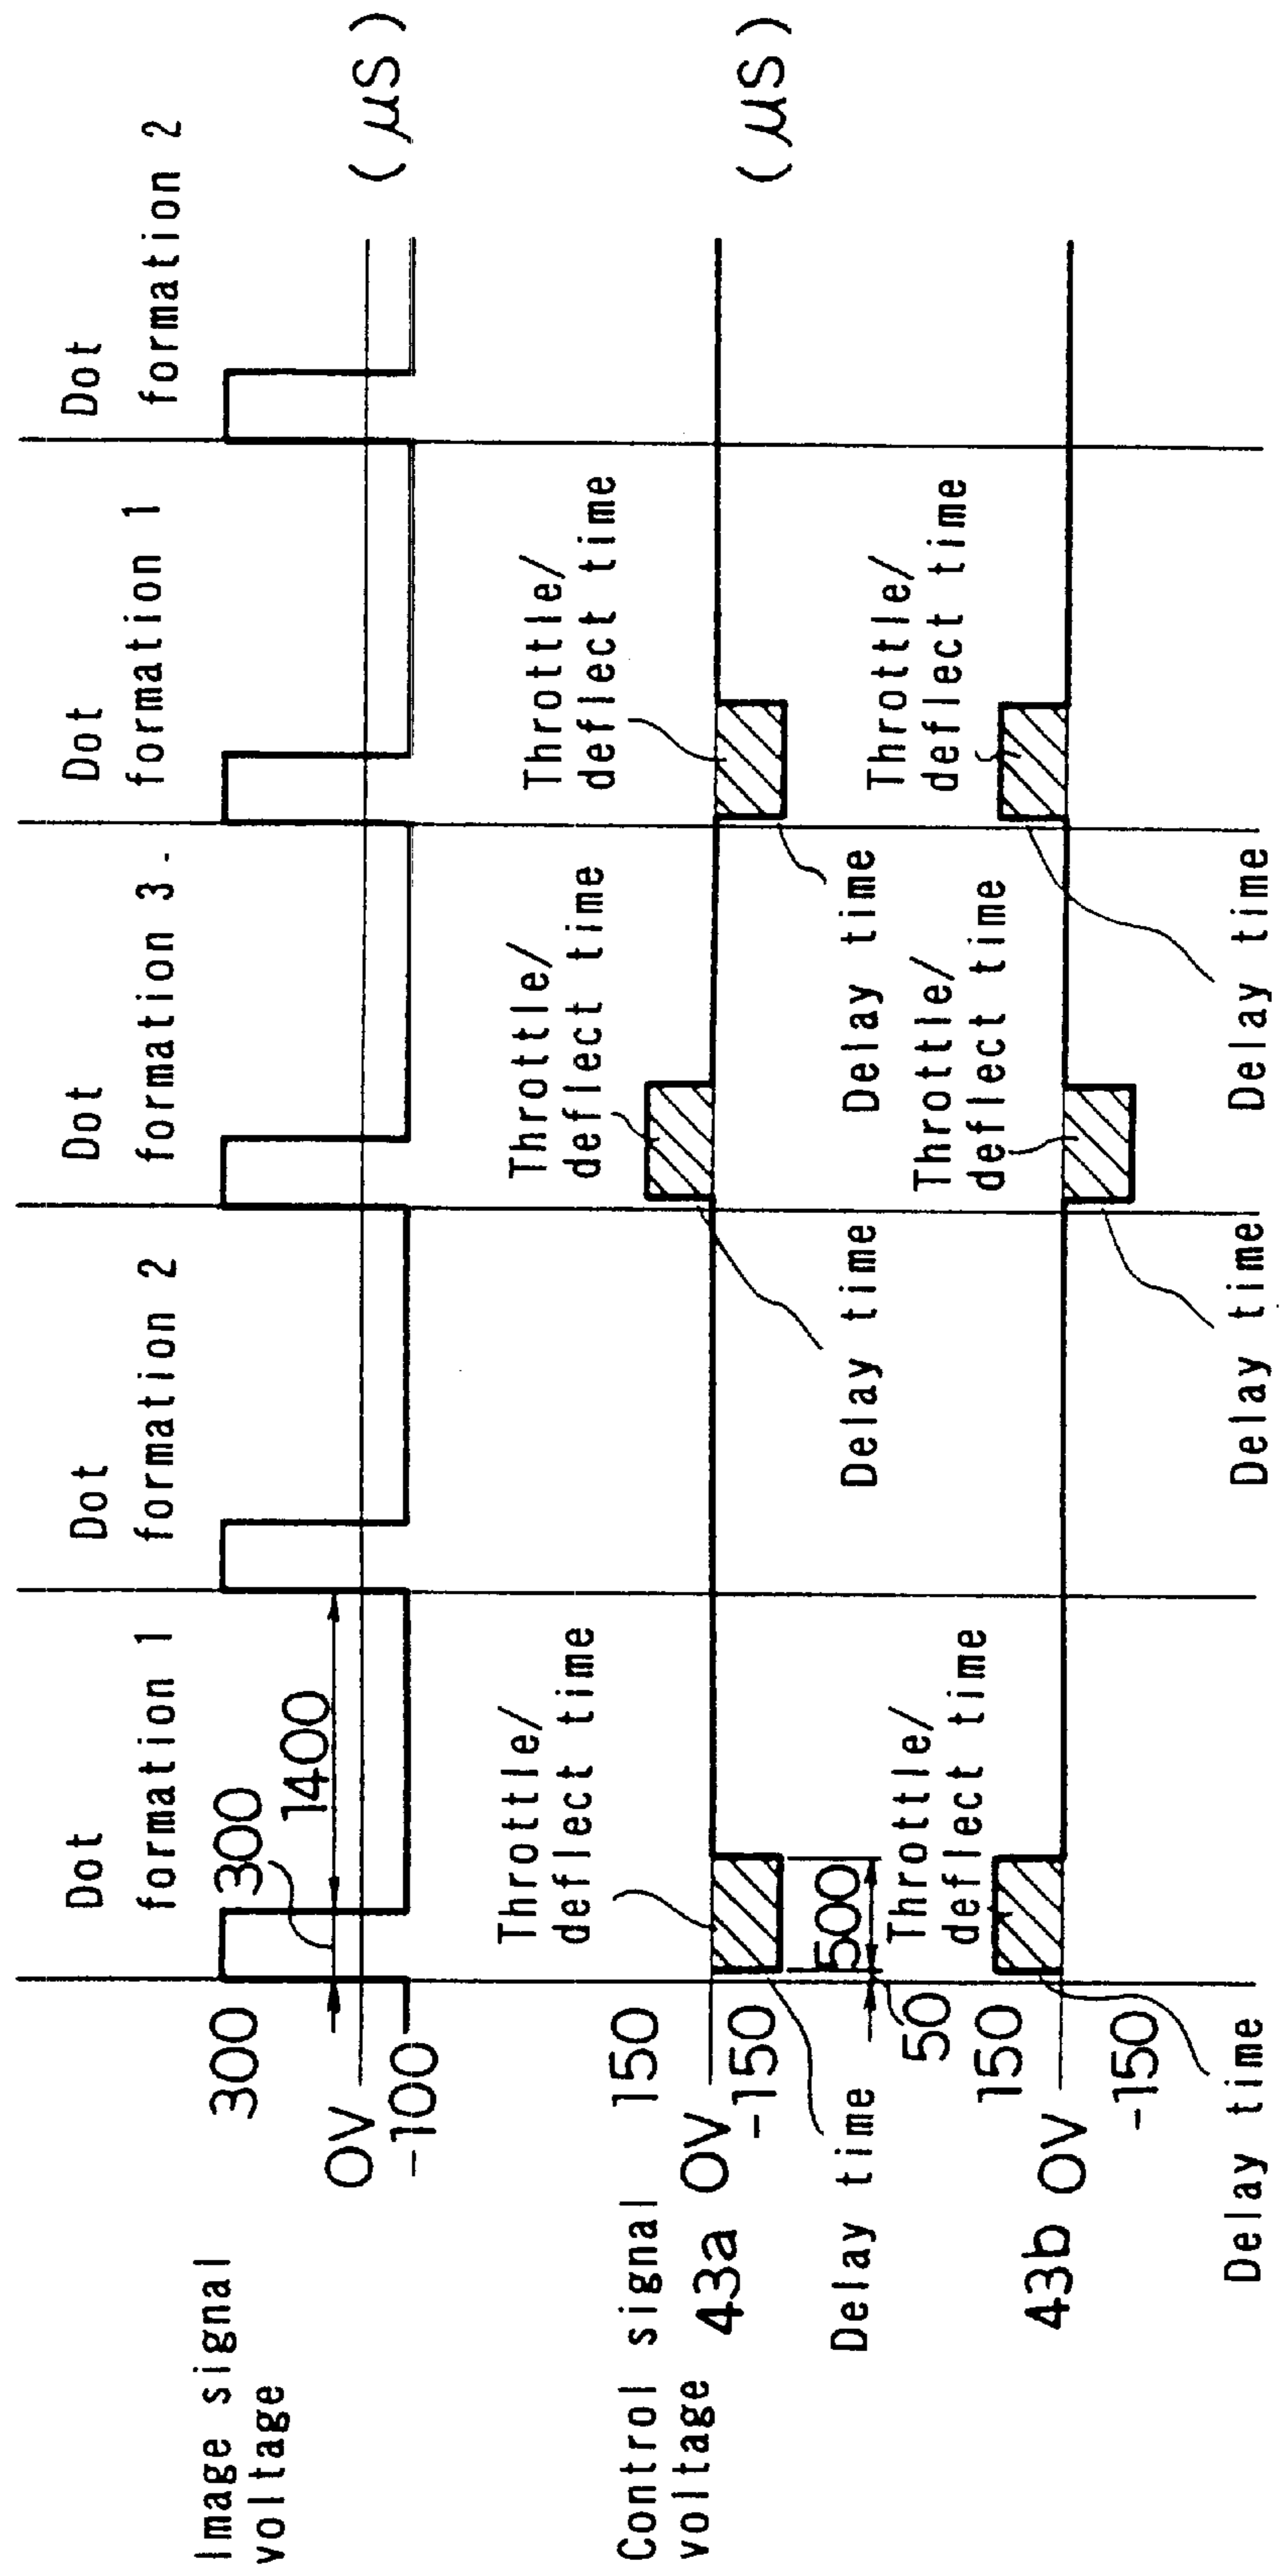 Dot
formation 1
Dot
formation 2
Dot
formation 3
Dot
formation 1
Dot
formation 2
Image signal
voltage
300
0V
-100
300
1400
(μS)
Control signal
voltage
150
43a 0V
-150
Throttle/
deflect time
Throttle/
deflect time
Throttle/
deflect time
(μS)
Delay time
500
50
Delay time
Delay time
150
43b 0V
-150
Throttle/
deflect time
Throttle/
deflect time
Throttle/
deflect time
Delay time
Delay time
Delay time